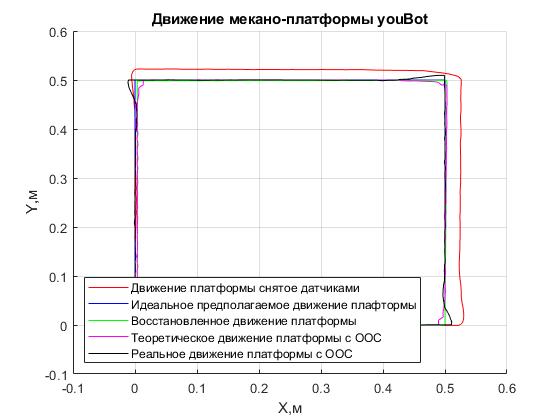 Движение мекано-платформы youBot
0.6
0.5
0.4
0.3
0.2
0.1
0
-0.1
Y,м
Движение платформы снятое датчиками
Идеальное предполагаемое движение плафтормы
Восстановленное движение платформы
Теоретическое движение платформы с ООС
Реальное движение платформы с ООС
-0.1 0 0.1 0.2 0.3 0.4 0.5 0.6
X,м